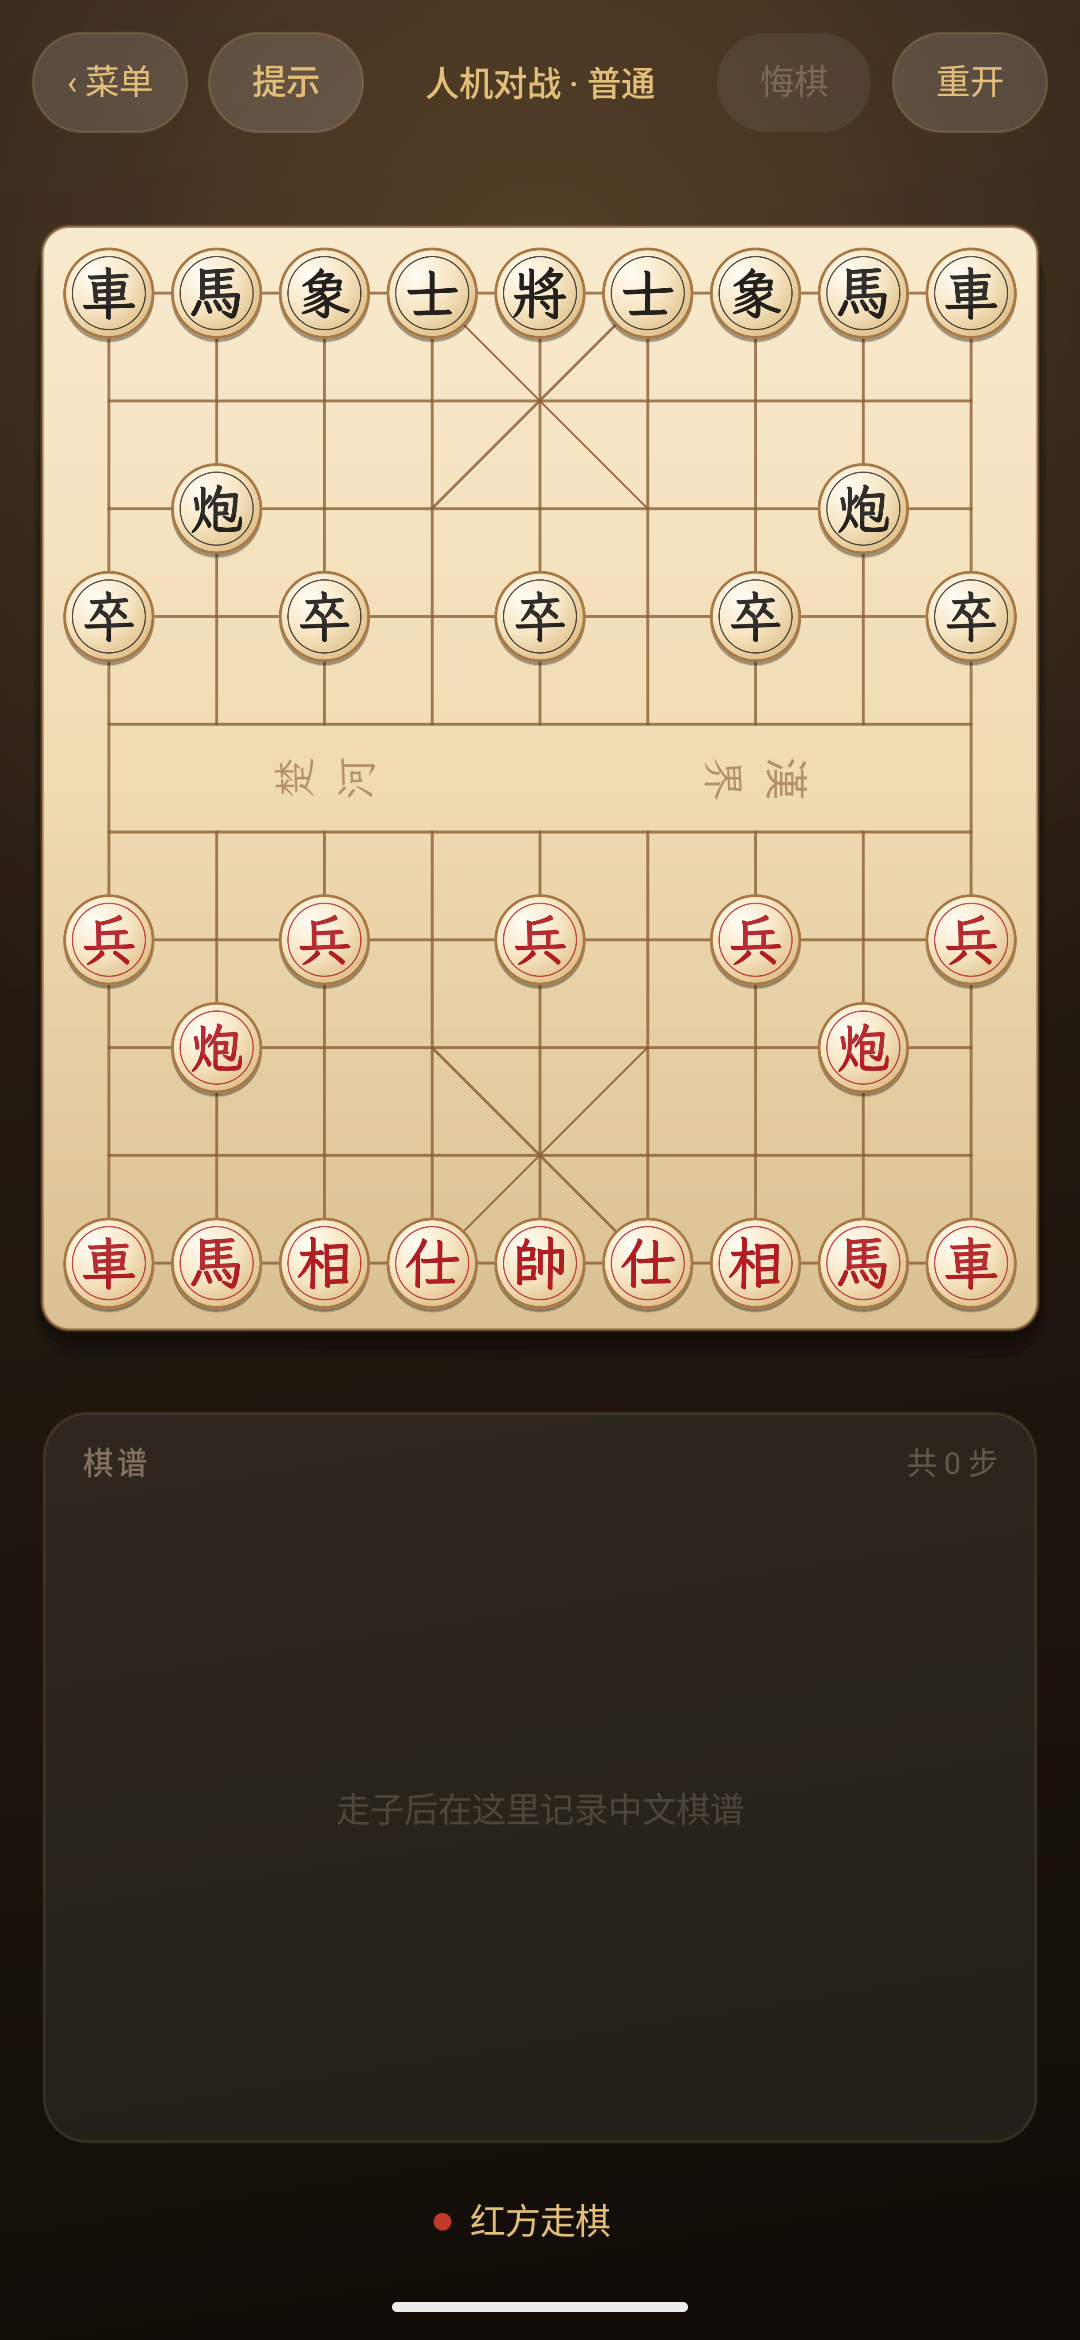 ‹ 菜单 提示 人机对战 · 普通 悔棋 重开
車 馬 象 士 將 士 象 馬 車
炮 炮
卒 卒 卒 卒 卒
楚 河 界 漢
兵 兵 兵 兵 兵
炮 炮
車 馬 相 仕 帥 仕 相 馬 車
棋谱 共 0 步
走子后在这里记录中文棋谱
红方走棋